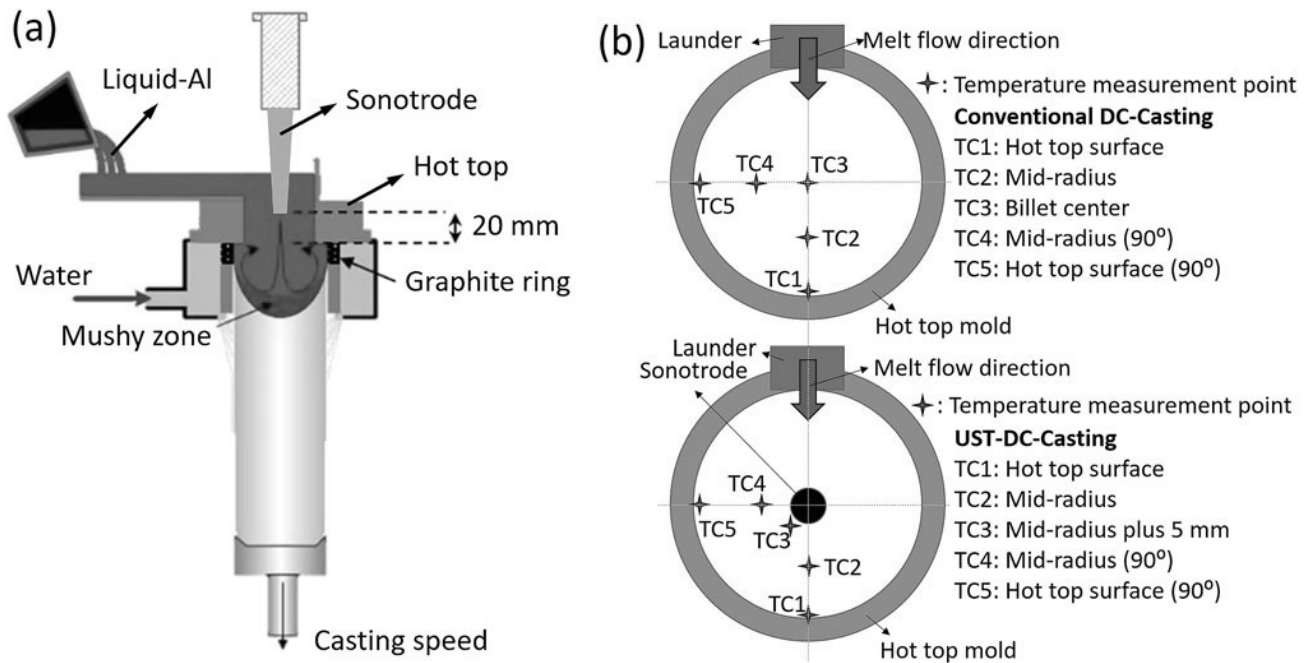 (a)
Liquid-Al
Sonotrode
Hot top
20 mm
Water
Graphite ring
Mushy zone
Casting speed
(b)
Launder
Melt flow direction
: Temperature measurement point
Conventional DC-Casting
TC1: Hot top surface
TC2: Mid-radius
TC3: Billet center
TC4: Mid-radius (90º)
TC5: Hot top surface (90º)
TC4
TC3
TC5
TC2
TC1
Hot top mold
Launder
Sonotrode
Melt flow direction
: Temperature measurement point
UST-DC-Casting
TC1: Hot top surface
TC2: Mid-radius
TC3: Mid-radius plus 5 mm
TC4: Mid-radius (90º)
TC5: Hot top surface (90º)
TC4
TC5
TC3
TC2
TC1
Hot top mold